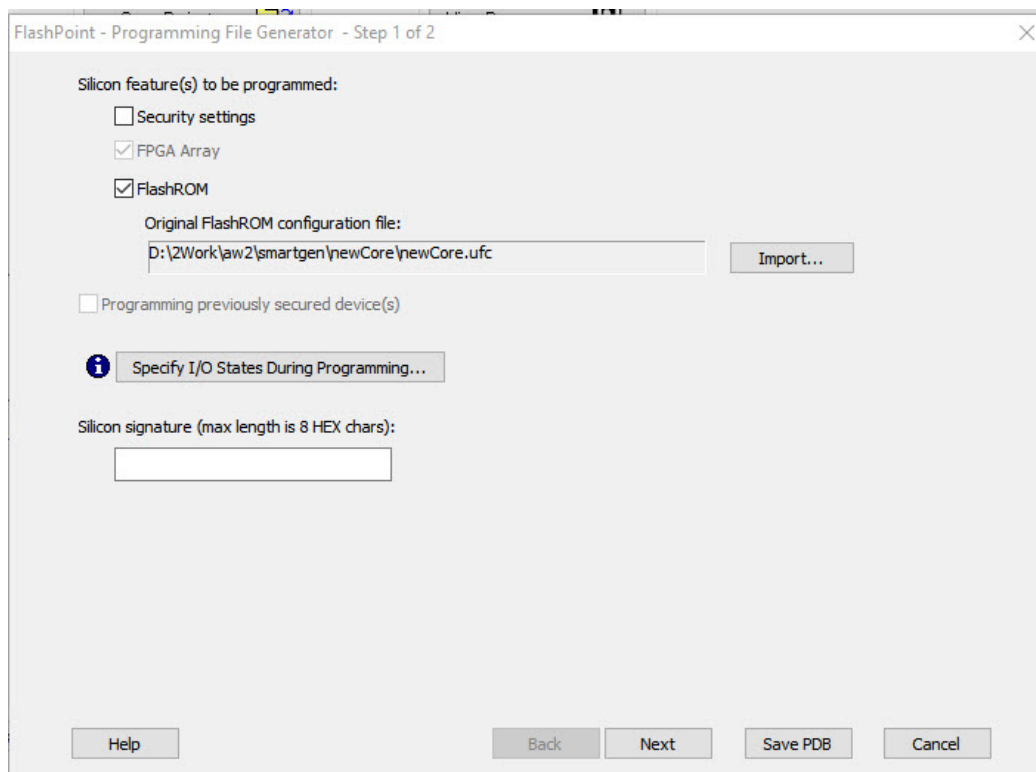 FlashPoint - Programming File Generator - Step 1 of 2
Silicon feature(s) to be programmed:
Security settings
FPGA Array
FlashROM
Original FlashROM configuration file:
D:\2Work\aw2\smartgen\newCore\newCore.ufc
Import...
Programming previously secured device(s)
Specify I/O States During Programming...
Silicon signature (max length is 8 HEX chars):
Help
Back
Next
Save PDB
Cancel